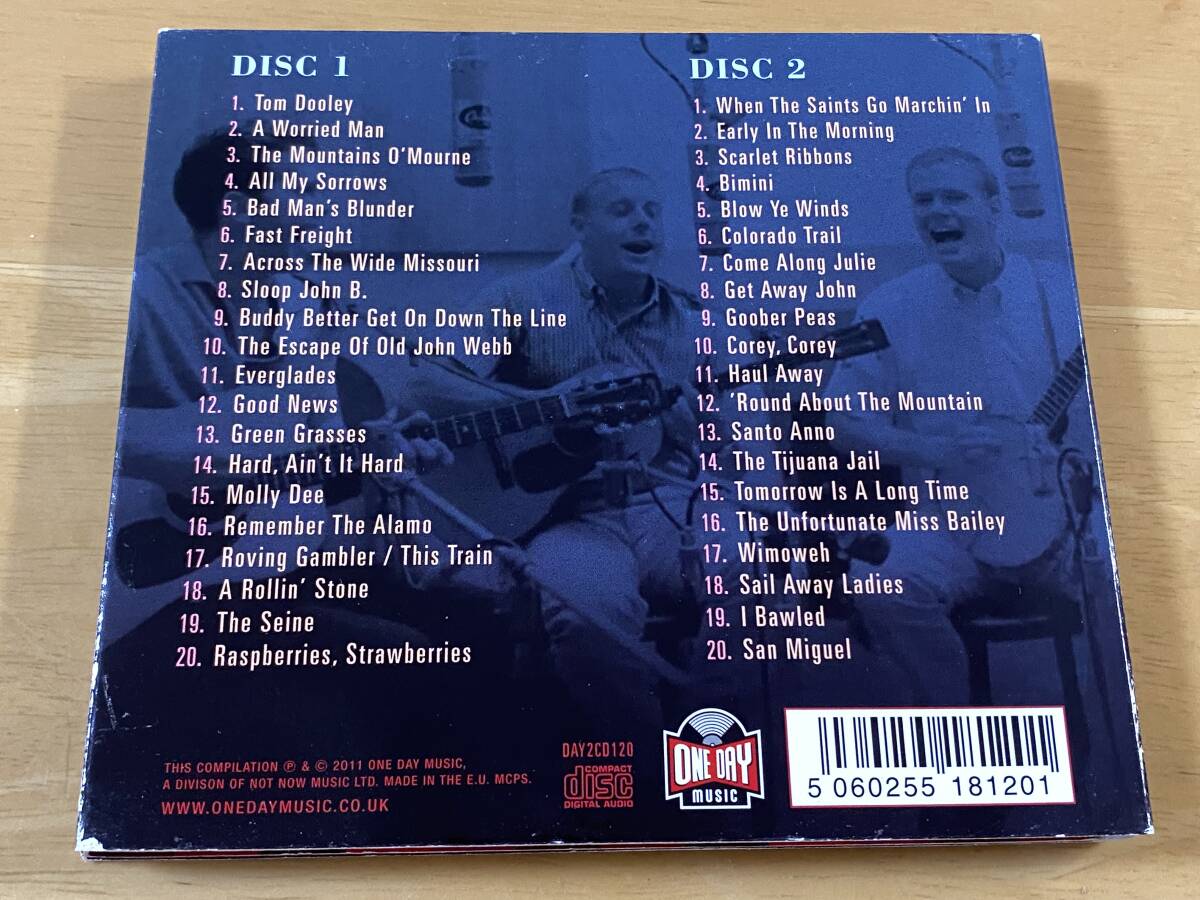 DISC 1
1. Tom Dooley
2. A Worried Man
3. The Mountains O'Mourne
4. All My Sorrows
5. Bad Man's Blunder
6. Fast Freight
7. Across The Wide Missouri
8. Sloop John B.
9. Buddy Better Get On Down The Line
10. The Escape Of Old John Webb
11. Everglades
12. Good News
13. Green Grasses
14. Hard, Ain't It Hard
15. Molly Dee
16. Remember The Alamo
17. Roving Gambler / This Train
18. A Rollin' Stone
19. The Seine
20. Raspberries, Strawberries
DISC 2
1. When The Saints Go Marchin' In
2. Early In The Morning
3. Scarlet Ribbons
4. Bimini
5. Blow Ye Winds
6. Colorado Trail
7. Come Along Julie
8. Get Away John
9. Goober Peas
10. Corey, Corey
11. Haul Away
12. 'Round About The Mountain
13. Santo Anno
14. The Tijuana Jail
15. Tomorrow Is A Long Time
16. The Unfortunate Miss Bailey
17. Wimoweh
18. Sail Away Ladies
19. I Bawled
20. San Miguel
THIS COMPILATION ℗ & © 2011 ONE DAY MUSIC,
A DIVISON OF NOT NOW MUSIC LTD. MADE IN THE E.U. MCPS.
WWW.ONEDAYMUSIC.CO.UK
DAY2CD120
COMPACT
disc
DIGITAL AUDIO
ONE DAY
MUSIC
5 060255 181201